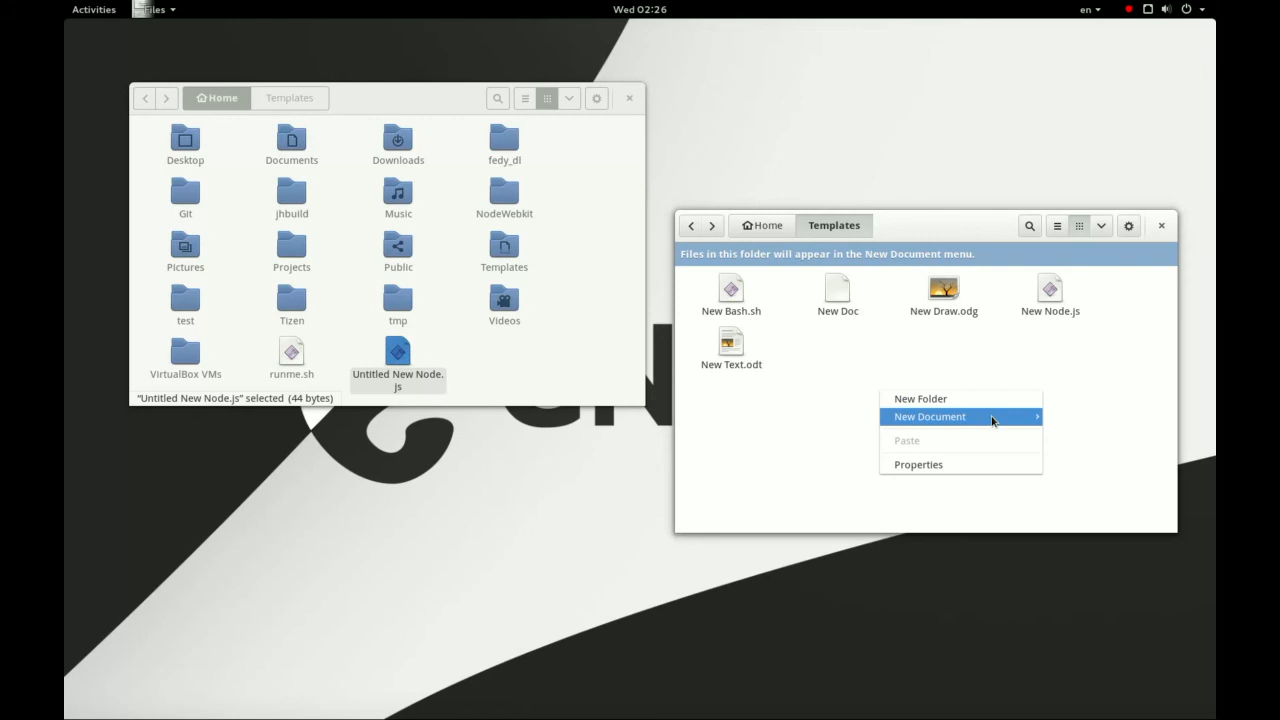 Activities
Files
Wed 02:26
en
Home
Templates
Desktop
Documents
Downloads
fedy_dl
Git
jhbuild
Music
NodeWebkit
Pictures
Projects
Public
Templates
test
Tizen
tmp
Videos
VirtualBox VMs
runme.sh
Untitled New Node.
js
“Untitled New Node.js” selected (44 bytes)
Home
Templates
Files in this folder will appear in the New Document menu.
New Bash.sh
New Doc
New Draw.odg
New Node.js
New Text.odt
New Folder
New Document
Paste
Properties